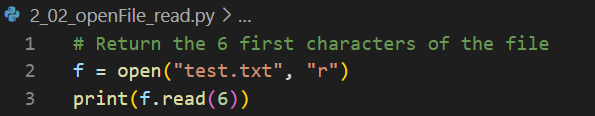 2_02_openFile_read.py > ...
1 # Return the 6 first characters of the file
2 f = open("test.txt", "r")
3 print(f.read(6))